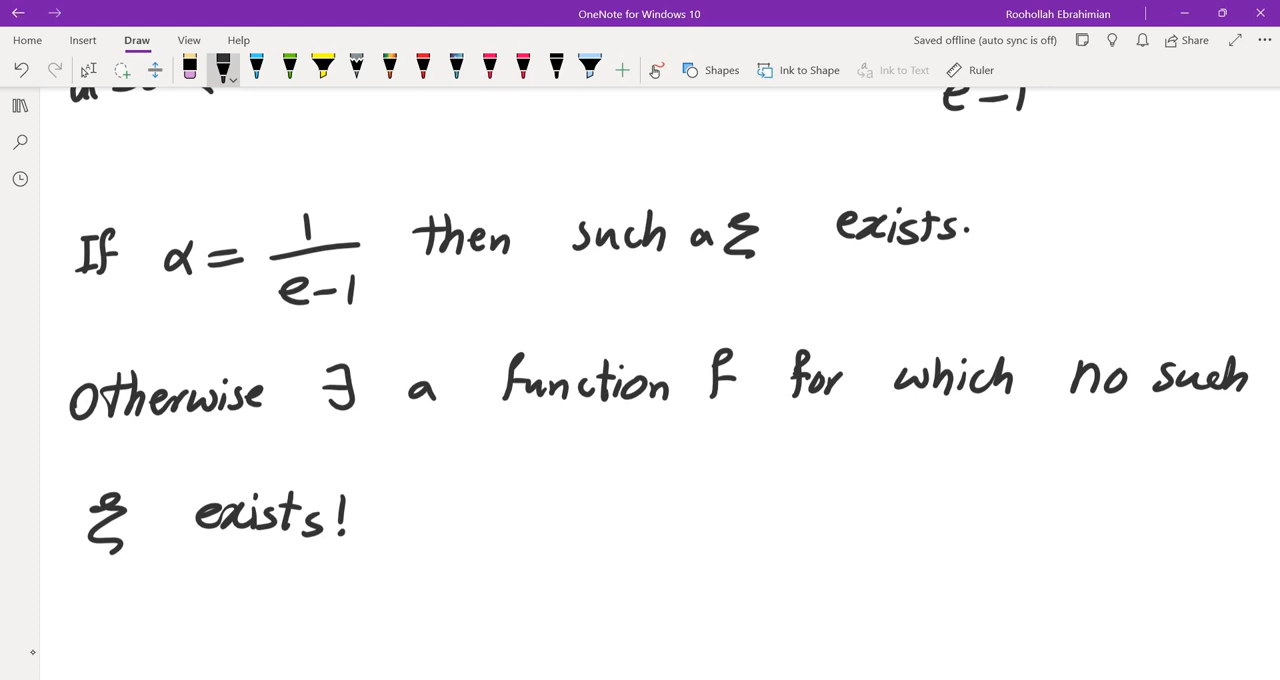 OneNote for Windows 10
Roohollah Ebrahimian
Home Insert Draw View Help
Saved offline (auto sync is off)
Share
Shapes
Ink to Shape
Ink to Text
Ruler
e-1
If α = 1/(e-1) then such a ξ exists.
Otherwise ∃ a function f for which no such
ξ exists!